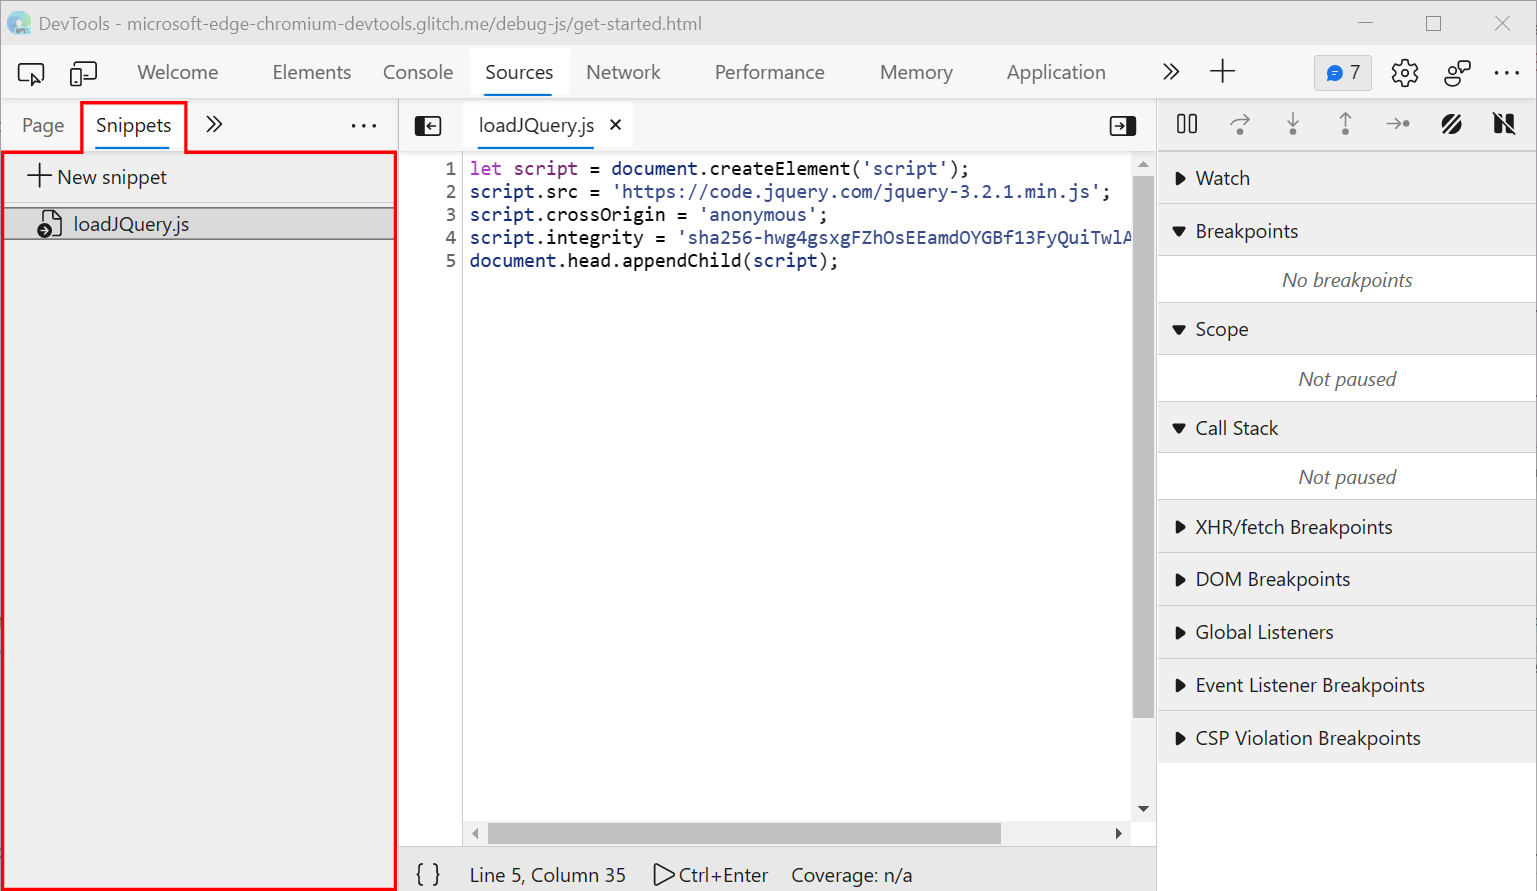 DevTools - microsoft-edge-chromium-devtools.glitch.me/debug-js/get-started.html
Welcome Elements Console Sources Network Performance Memory Application 7
Page Snippets
New snippet
loadJQuery.js
loadJQuery.js
1 let script = document.createElement('script');
2 script.src = 'https://code.jquery.com/jquery-3.2.1.min.js';
3 script.crossOrigin = 'anonymous';
4 script.integrity = 'sha256-hwg4gsxgFZhOsEEamdOYGBf13FyQuiTwlA
5 document.head.appendChild(script);
{ } Line 5, Column 35 Ctrl+Enter Coverage: n/a
Watch
Breakpoints
No breakpoints
Scope
Not paused
Call Stack
Not paused
XHR/fetch Breakpoints
DOM Breakpoints
Global Listeners
Event Listener Breakpoints
CSP Violation Breakpoints